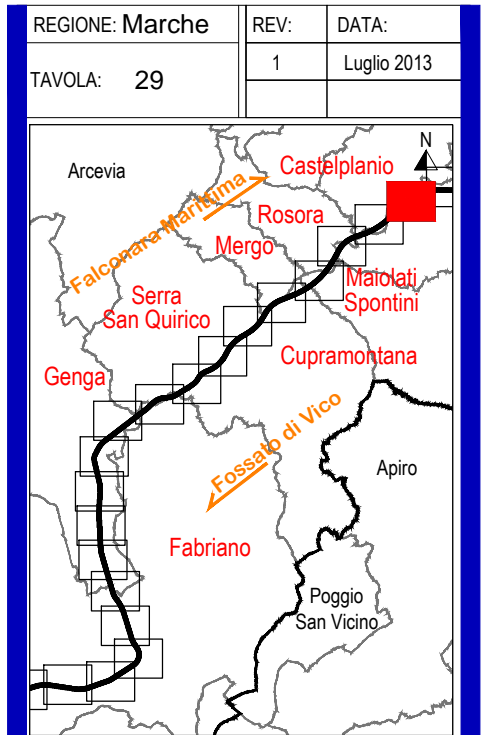 REGIONE: Marche
REV:
DATA:
TAVOLA: 29
1
Luglio 2013
N
Arcevia
Castelplanio
Falconara Marittima
Rosora
Mergo
Maiolati
Spontini
Serra
San Quirico
Cupramontana
Genga
Fossato di Vico
Apiro
Fabriano
Poggio
San Vicino